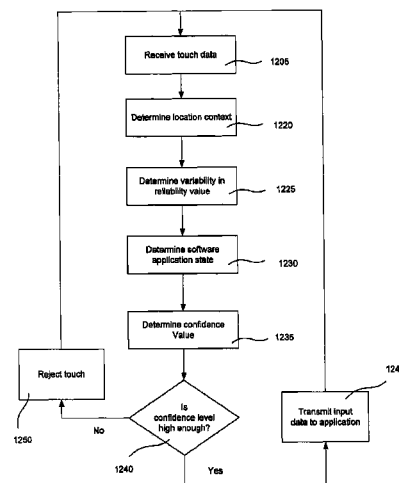 Receive touch data
1205
Determine location context
1220
Determine variability in
reliability value
1225
Determine software
application state
1230
Determine confidence
Value
1235
Reject touch
1250
Is
confidence level
high enough?
No
1240
Yes
Transmit input
data to application